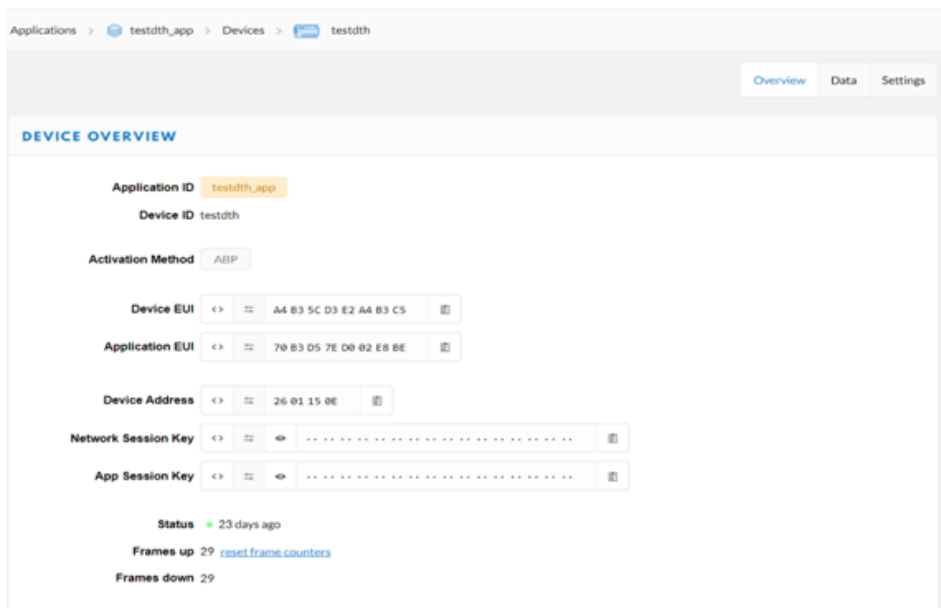 Applications > testdth_app > Devices > testdth
Overview Data Settings
DEVICE OVERVIEW
Application ID testdth_app
Device ID testdth
Activation Method ABP
Device EUI <> A4 B3 5C D3 E2 A4 B3 C5
Application EUI <> 70 B3 D5 7E D0 02 E8 BE
Device Address <> 26 01 15 0E
Network Session Key <> .. .. .. .. .. .. .. .. .. .. .. .. .. .. .. ..
App Session Key <> .. .. .. .. .. .. .. .. .. .. .. .. .. .. .. ..
Status 23 days ago
Frames up 29 reset frame counters
Frames down 29